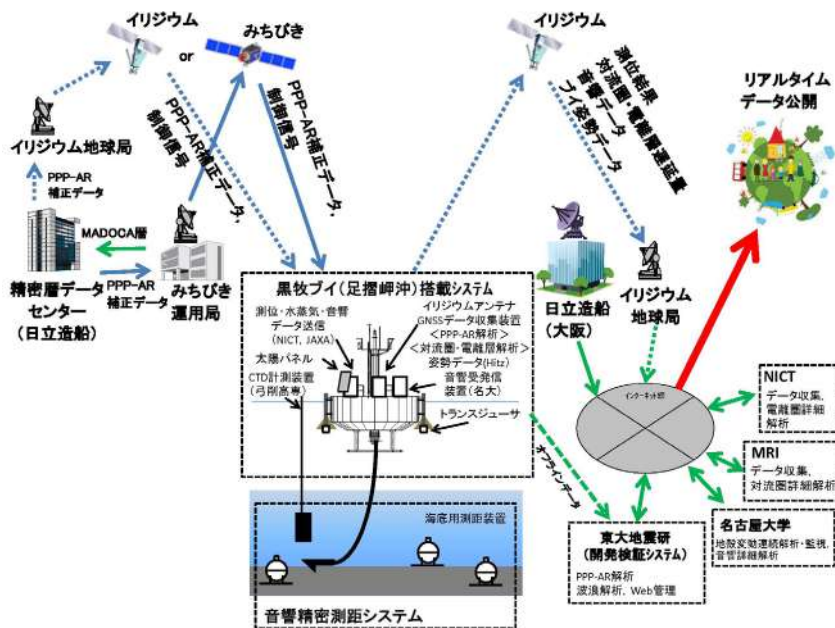 イリジウム
or
みちびき
イリジウム地球局
PPP-AR
補正データ
MADOCA暦
PPP-AR
補正データ
精密暦データ
センター
(日立造船)
みちびき
運用局
PPP-AR補正データ,
制御信号
PPP-AR補正データ,
制御信号
イリジウム
測位結果
対流圏・電離層遅延量
音響データ
ブイ姿勢データ
リアルタイム
データ公開
黒牧ブイ(足摺岬沖)搭載システム
測位・水蒸気・音響
データ送信
(NICT, JAXA)
太陽パネル
CTD計測装置
(弓削高専)
イリジウムアンテナ
GNSSデータ収集装置
<PPP-AR解析>
<対流圏・電離層解析>
姿勢データ(Hitz)
音響受発信
装置(名大)
トランスジューサ
海底用測距装置
音響精密測距システム
日立造船
(大阪)
イリジウム
地球局
オフラインデータ
東大地震研
(開発検証システム)
PPP-AR解析
波浪解析、Web管理
NICT
データ収集、
電離圏詳細
解析
MRI
データ収集、
対流圏詳細解析
名古屋大学
地殻変動連続解析・監視、
音響詳細解析